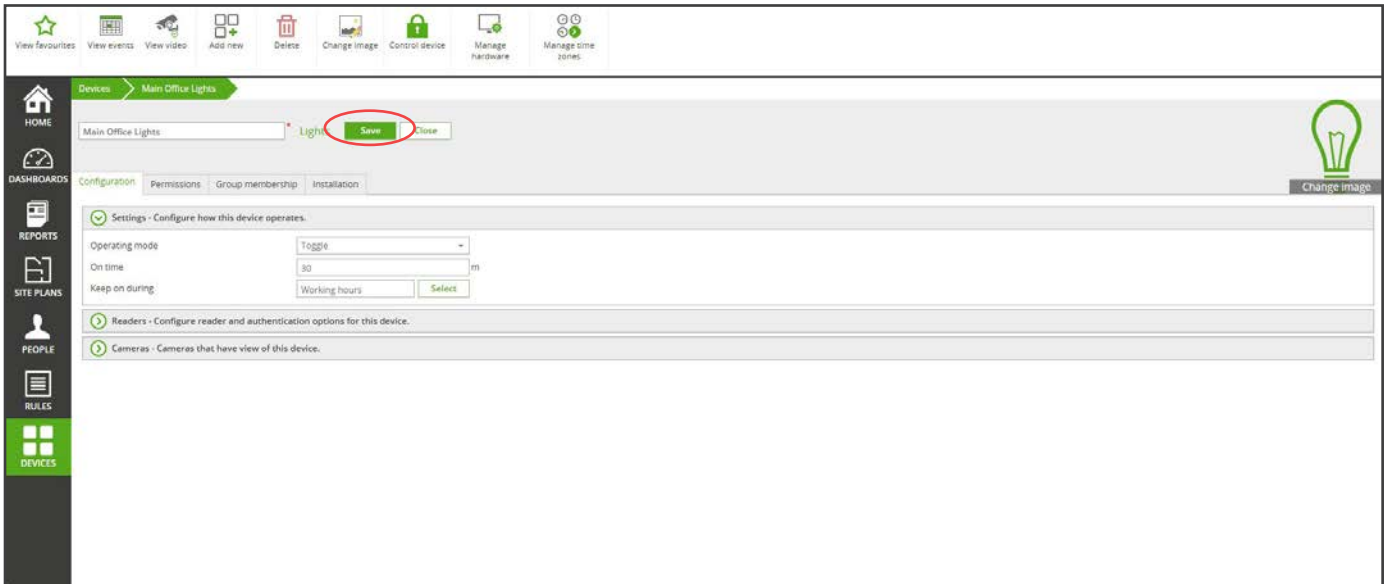 View favourites View events View video Add new Delete Change image Control device Manage hardware Manage time zones
HOME
DASHBOARDS
REPORTS
SITE PLANS
PEOPLE
RULES
DEVICES
Devices Main Office Lights
Main Office Lights * Lights Save Close
Change image
Configuration Permissions Group membership Installation
Settings - Configure how this device operates.
Operating mode Toggle
On time 30 m
Keep on during Working hours Select
Readers - Configure reader and authentication options for this device.
Cameras - Cameras that have view of this device.